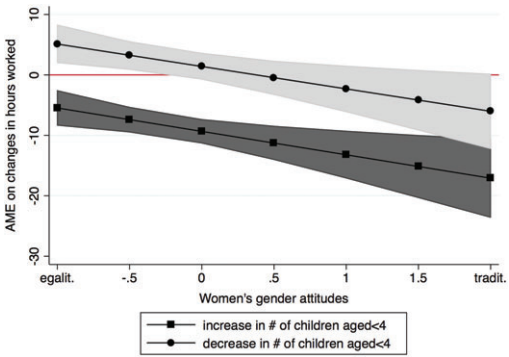 AME on changes in hours worked
10
0
-10
-20
-30
egalit. -.5 0 .5 1 1.5 tradit.
Women's gender attitudes
increase in # of children aged<4
decrease in # of children aged<4